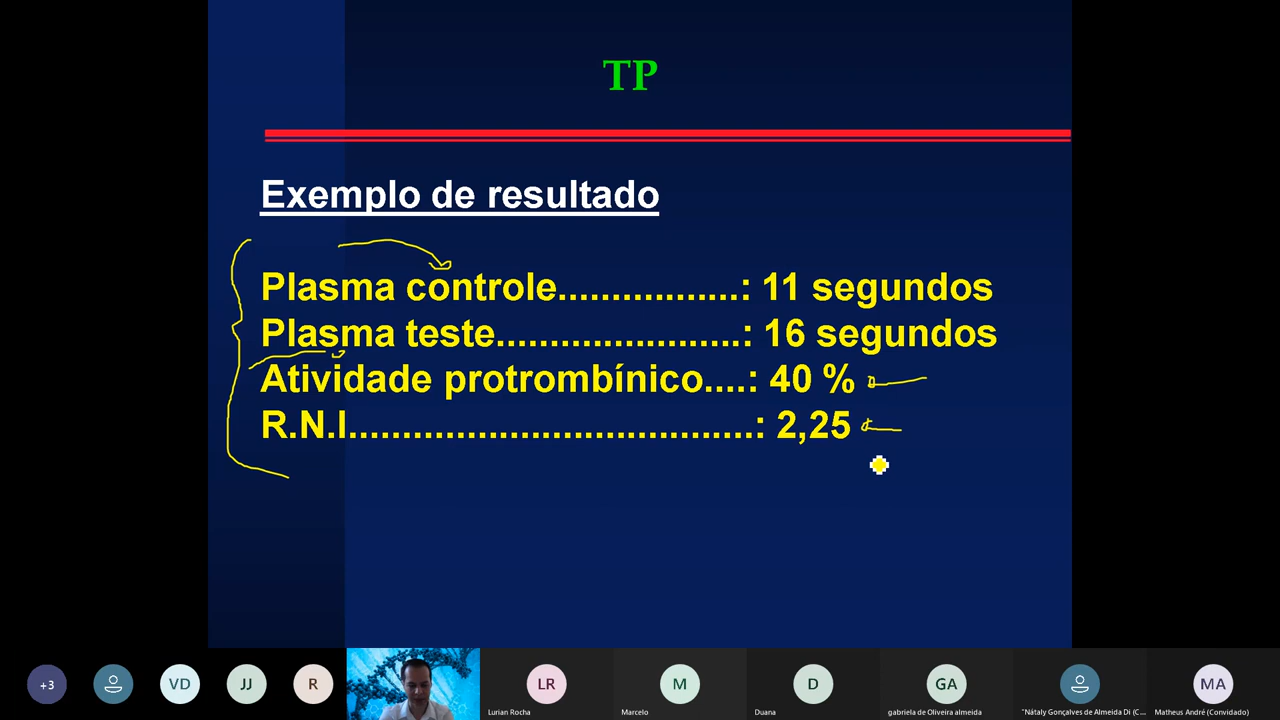 TP
Exemplo de resultado
Plasma controle.................: 11 segundos
Plasma teste.......................: 16 segundos
Atividade protrombínico....: 40 %
R.N.I......................................: 2,25
+3
VD
JJ
R
LR
M
D
GA
MA
Lurian Rocha
Marcelo
Duana
gabriela de Oliveira almeida
"Nátaly Gonçalves de Almeida Di (C...
Matheus André (Convidado)